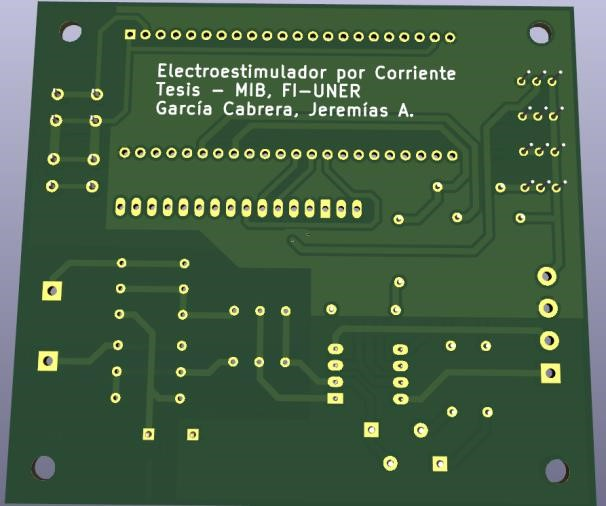 Electroestimulador por Corriente
Tesis – MIB, FI–UNER
García Cabrera, Jeremías A.